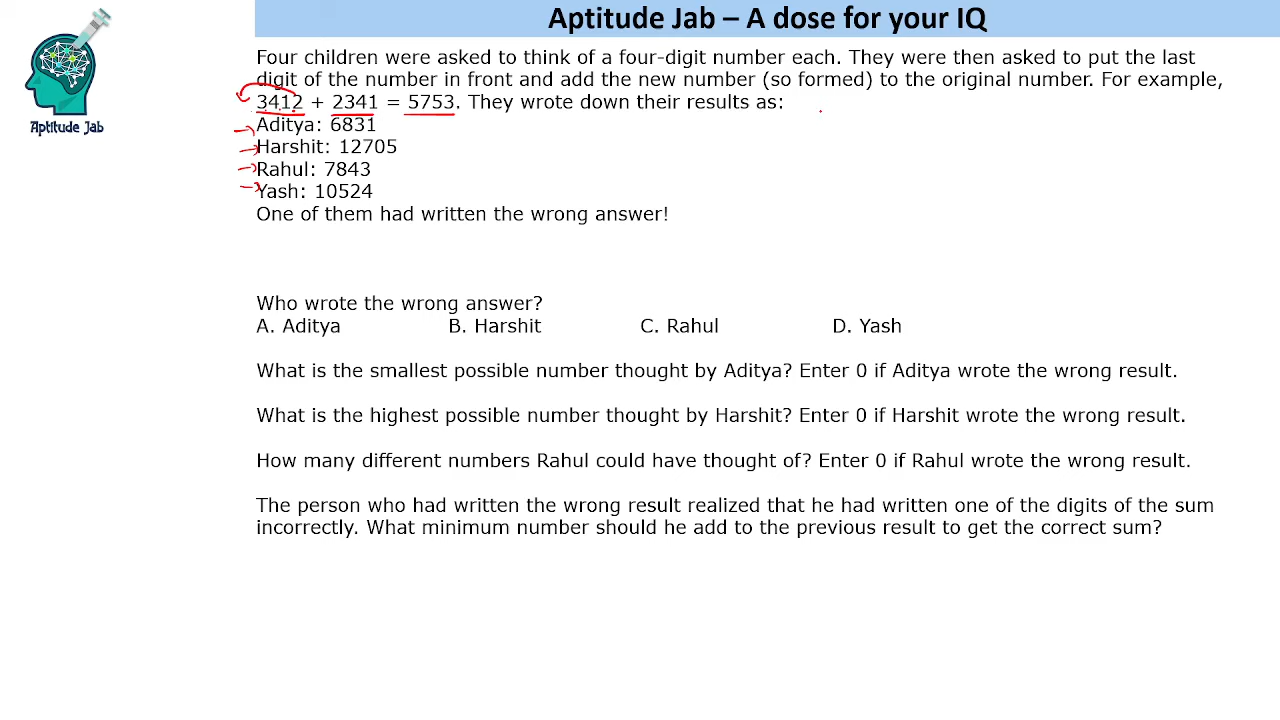 Aptitude Jab – A dose for your IQ
Aptitude Jab
Four children were asked to think of a four-digit number each. They were then asked to put the last
digit of the number in front and add the new number (so formed) to the original number. For example,
3412 + 2341 = 5753. They wrote down their results as:
Aditya: 6831
Harshit: 12705
Rahul: 7843
Yash: 10524
One of them had written the wrong answer!
Who wrote the wrong answer?
A. Aditya B. Harshit C. Rahul D. Yash
What is the smallest possible number thought by Aditya? Enter 0 if Aditya wrote the wrong result.
What is the highest possible number thought by Harshit? Enter 0 if Harshit wrote the wrong result.
How many different numbers Rahul could have thought of? Enter 0 if Rahul wrote the wrong result.
The person who had written the wrong result realized that he had written one of the digits of the sum
incorrectly. What minimum number should he add to the previous result to get the correct sum?